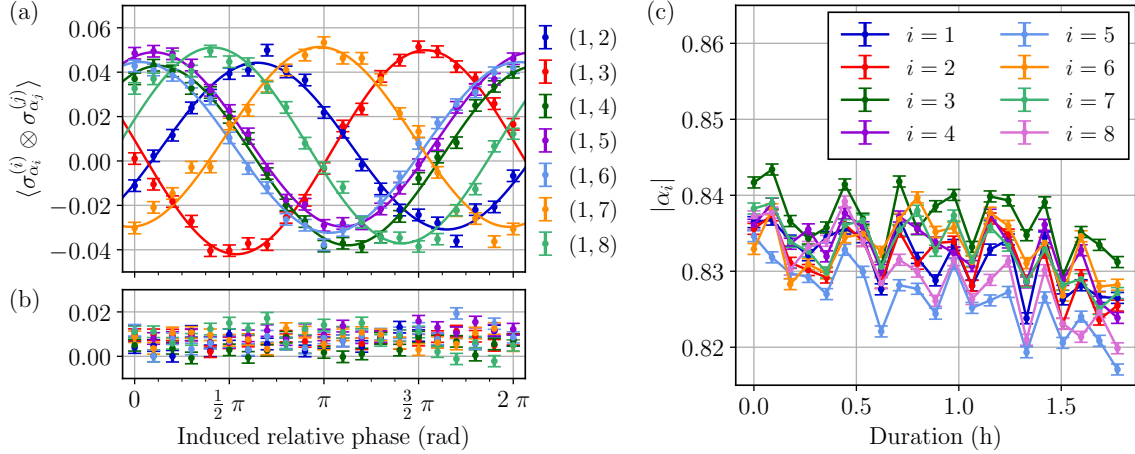 (a)
0.06
0.04
0.02
0.00
−0.02
−0.04
⟨σ_{α_i}^{(i)} ⊗ σ_{α_j}^{(j)}⟩
(1, 2)
(1, 3)
(1, 4)
(1, 5)
(1, 6)
(1, 7)
(1, 8)
(b)
0.02
0.00
0
1/2 π
π
3/2 π
2 π
Induced relative phase (rad)
(c)
0.86
0.85
0.84
0.83
0.82
|α_i|
i = 1
i = 2
i = 3
i = 4
i = 5
i = 6
i = 7
i = 8
0.0
0.5
1.0
1.5
Duration (h)